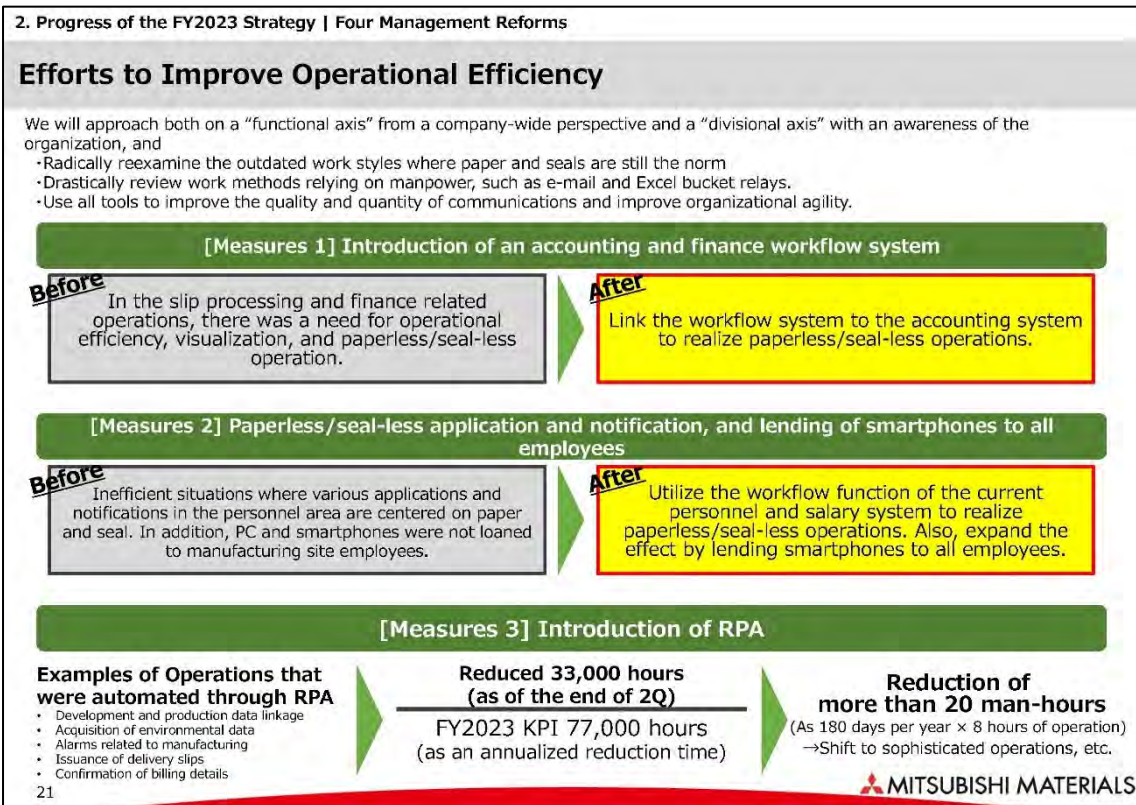 2. Progress of the FY2023 Strategy | Four Management Reforms
Efforts to Improve Operational Efficiency
We will approach both on a “functional axis” from a company-wide perspective and a “divisional axis” with an awareness of the
organization, and
・Radically reexamine the outdated work styles where paper and seals are still the norm
・Drastically review work methods relying on manpower, such as e-mail and Excel bucket relays.
・Use all tools to improve the quality and quantity of communications and improve organizational agility.
[Measures 1] Introduction of an accounting and finance workflow system
Before
In the slip processing and finance related
operations, there was a need for operational
efficiency, visualization, and paperless/seal-less
operation.
After
Link the workflow system to the accounting system
to realize paperless/seal-less operations.
[Measures 2] Paperless/seal-less application and notification, and lending of smartphones to all
employees
Before
Inefficient situations where various applications and
notifications in the personnel area are centered on paper
and seal. In addition, PC and smartphones were not loaned
to manufacturing site employees.
After
Utilize the workflow function of the current
personnel and salary system to realize
paperless/seal-less operations. Also, expand the
effect by lending smartphones to all employees.
[Measures 3] Introduction of RPA
Examples of Operations that
were automated through RPA
• Development and production data linkage
• Acquisition of environmental data
• Alarms related to manufacturing
• Issuance of delivery slips
• Confirmation of billing details
Reduced 33,000 hours
(as of the end of 2Q)
FY2023 KPI 77,000 hours
(as an annualized reduction time)
Reduction of
more than 20 man-hours
(As 180 days per year × 8 hours of operation)
→Shift to sophisticated operations, etc.
21
MITSUBISHI MATERIALS